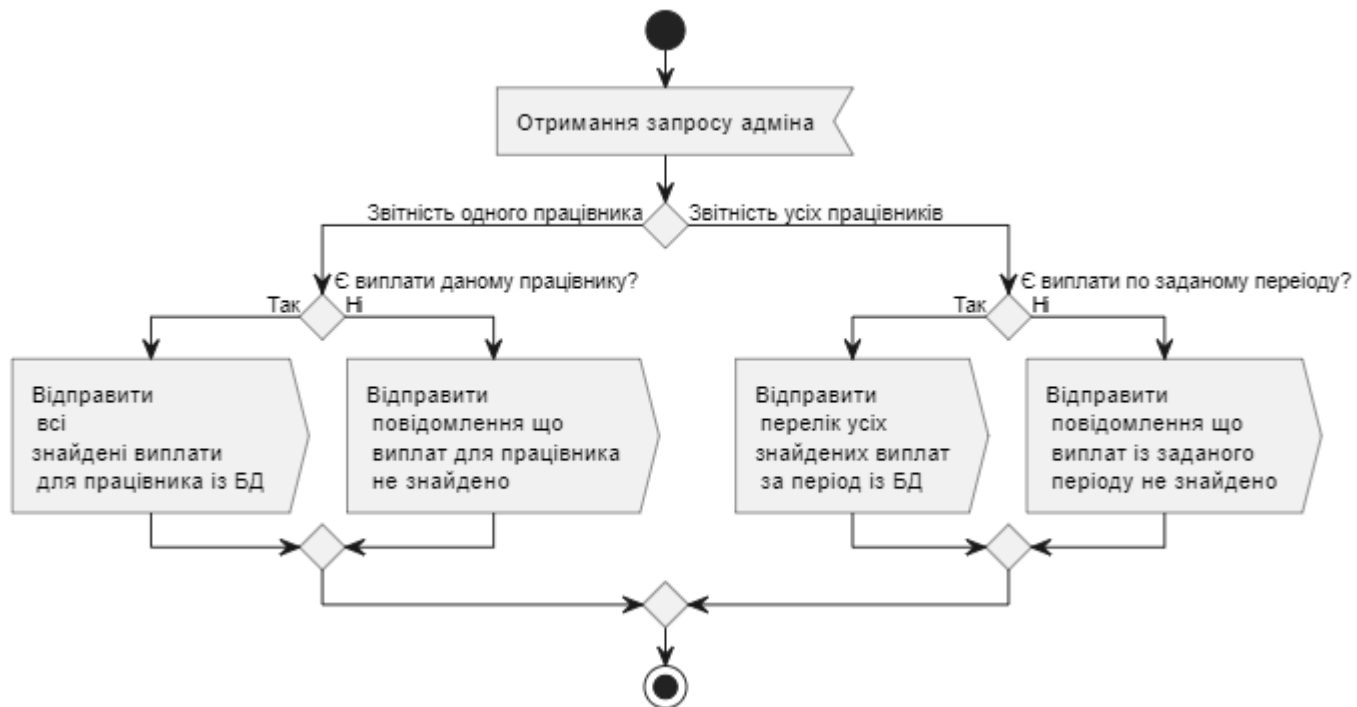 Отримання запросу адміна
Звітність одного працівника
Звітність усіх працівників
Є виплати даному працівнику?
Так
Ні
Є виплати по заданому переіоду?
Так
Ні
Відправити
всі
знайдені виплати
для працівника із БД
Відправити
повідомлення що
виплат для працівника
не знайдено
Відправити
перелік усіх
знайдених виплат
за період із БД
Відправити
повідомлення що
виплат із заданого
періоду не знайдено